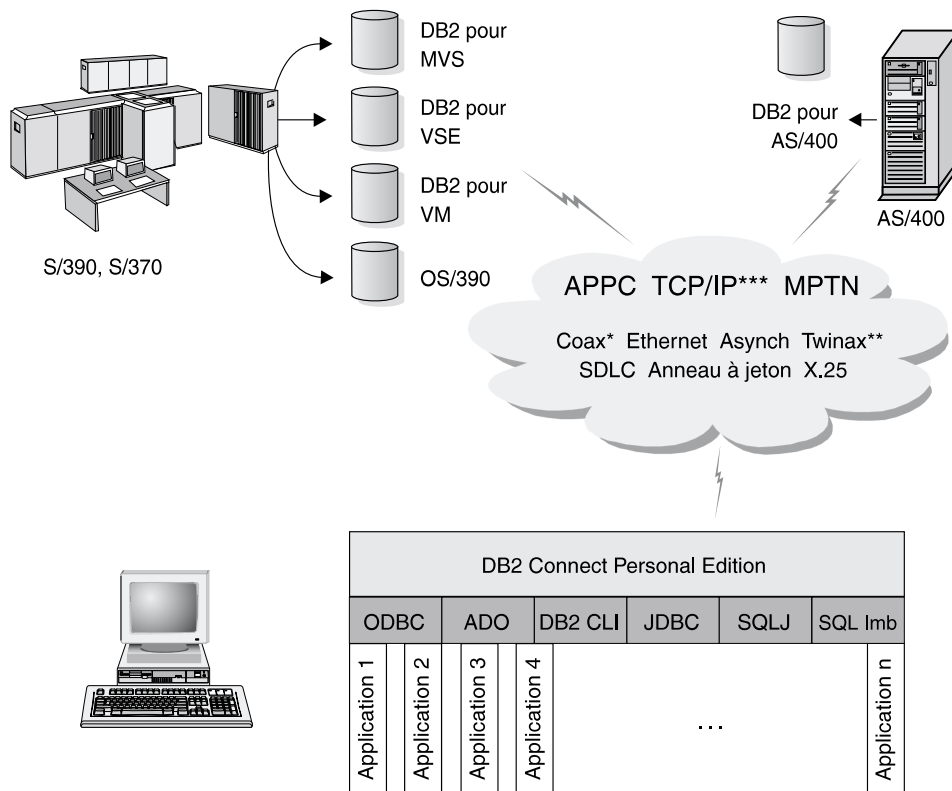 DB2 pour
MVS
DB2 pour
VSE
DB2 pour
VM
OS/390
S/390, S/370
DB2 pour
AS/400
AS/400
APPC TCP/IP*** MPTN
Coax* Ethernet Asynch Twinax**
SDLC Anneau à jeton X.25
DB2 Connect Personal Edition
ODBC ADO DB2 CLI JDBC SQLJ SQL Imb
Application 1
Application 2
Application 3
Application 4
...
Application n